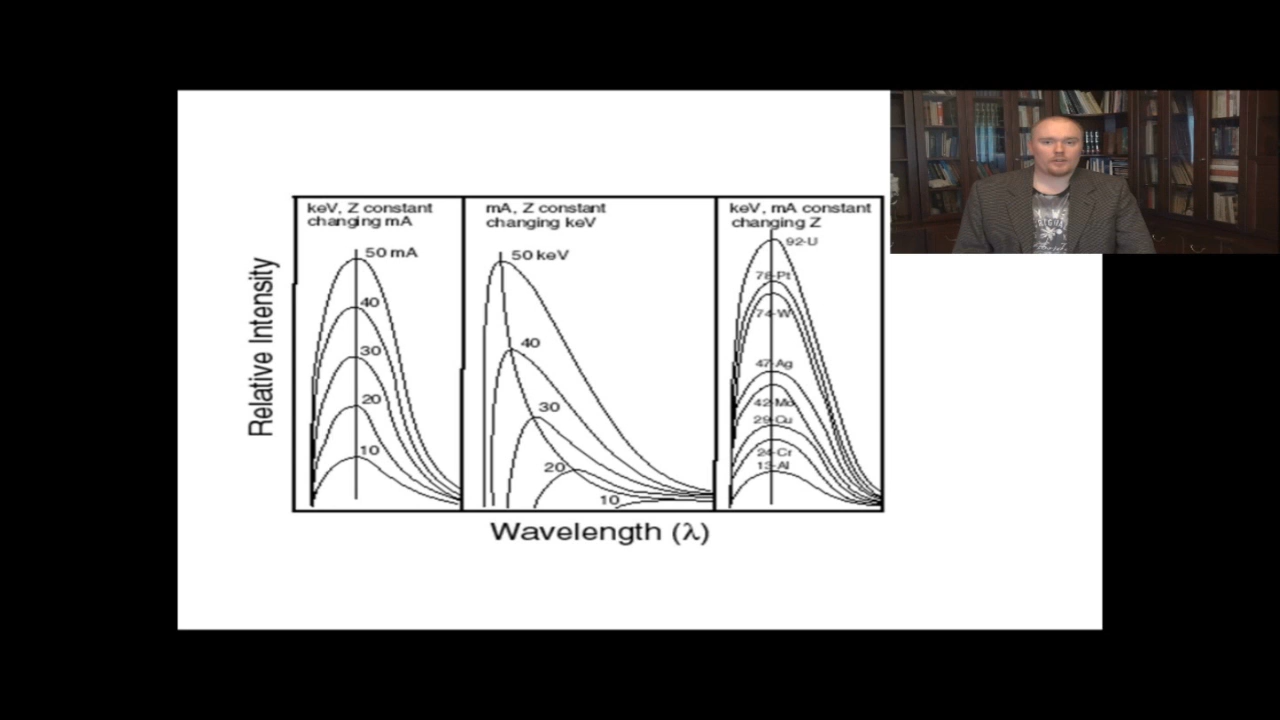 keV, Z constant
changing mA
50 mA
40
30
20
10
mA, Z constant
changing keV
50 keV
40
30
20
10
keV, mA constant
changing Z
92-U
78-Pt
74-W
47-Ag
42-Mo
29-Cu
24-Cr
13-Al
Relative Intensity
Wavelength (λ)